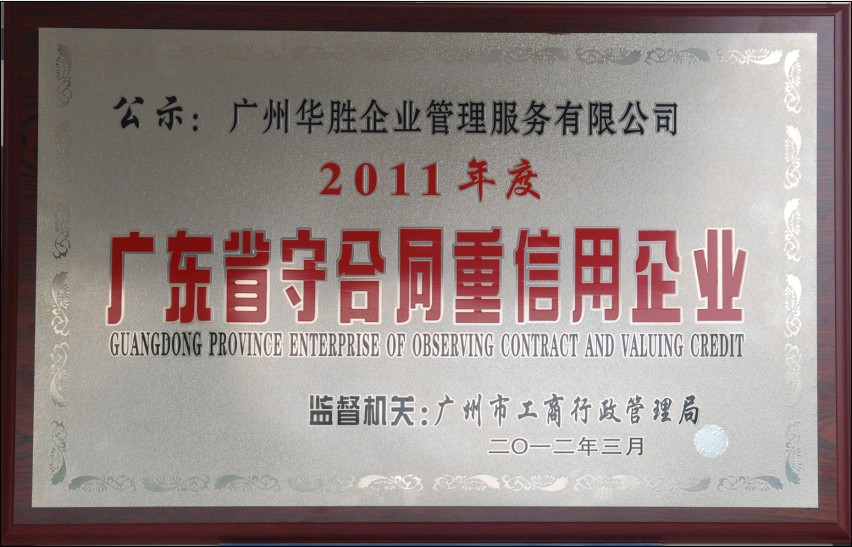 公示：广州华胜企业管理服务有限公司
2011年度
广东省守合同重信用企业
GUANGDONG PROVINCE ENTERPRISE OF OBSERVING CONTRACT AND VALUING CREDIT
监督机关：广州市工商行政管理局
二〇一二年三月